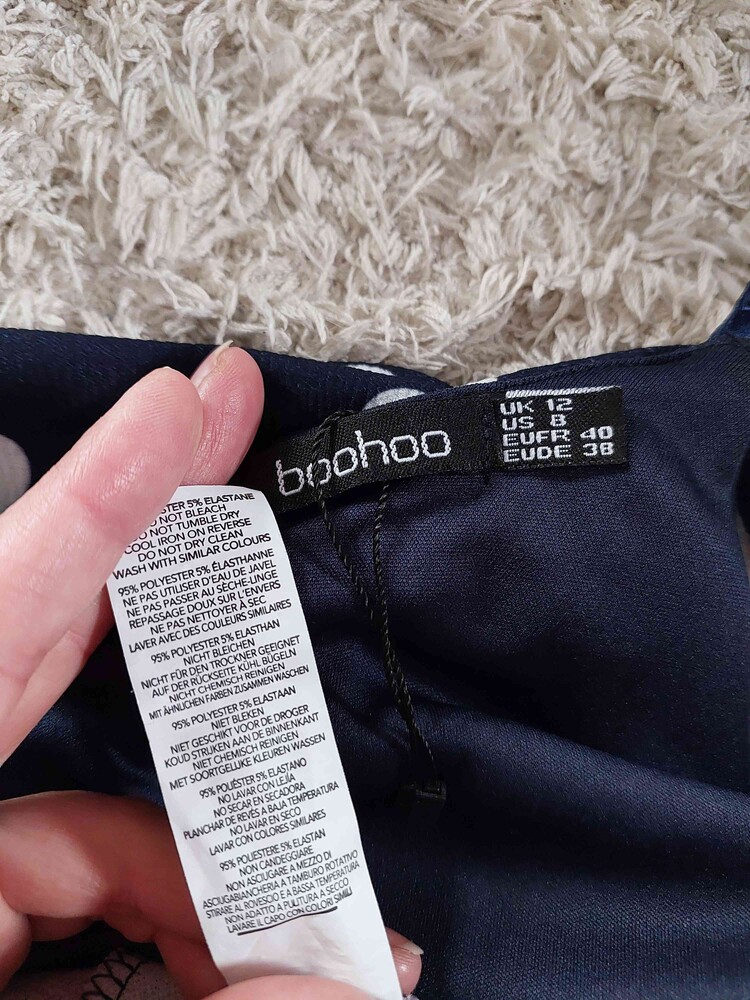 boohoo
UK 12
US 8
EUFR 40
EUDE 38
5% ELASTANE
NOT BLEACH
NOT TUMBLE DRY
COOL IRON ON REVERSE
DO NOT DRY CLEAN
WASH WITH SIMILAR COLOURS
95% POLYESTER 5% ÉLASTHANNE
NE PAS UTILISER D'EAU DE JAVEL
NE PAS PASSER AU SÈCHE-LINGE
REPASSAGE DOUX SUR L'ENVERS
NE PAS NETTOYER À SEC
LAVER AVEC DES COULEURS SIMILAIRES
95% POLYESTER 5% ELASTHAN
NICHT BLEICHEN
NICHT FÜR DEN TROCKNER GEEIGNET
AUF DER RÜCKSEITE KÜHL BÜGELN
NICHT CHEMISCH REINIGEN
MIT ÄHNLICHEN FARBEN ZUSAMMEN WASCHEN
95% POLYESTER 5% ELASTAAN
NIET BLEKEN
NIET GESCHIKT VOOR DE DROGER
KOUD STRIJKEN AAN DE BINNENKANT
NIET CHEMISCH REINIGEN
MET SOORTGELIJKE KLEUREN WASSEN
95% POLIÉSTER 5% ELASTANO
NO LAVAR CON LEJÍA
NO SECAR EN SECADORA
PLANCHAR DE REVÉS A BAJA TEMPERATURA
NO LAVAR EN SECO
LAVAR CON COLORES SIMILARES
95% POLIESTERE 5% ELASTAN
NON CANDEGGIARE
NON ASCIUGARE A MEZZO DI
ASCIUGABIANCHERIA A TAMBURO ROTATIVO
STIRARE AL ROVESCIO E A BASSA TEMPERATURA
NON ADATTO A PULITURA A SECCO
LAVARE IL CAPO CON COLORI SIMILI